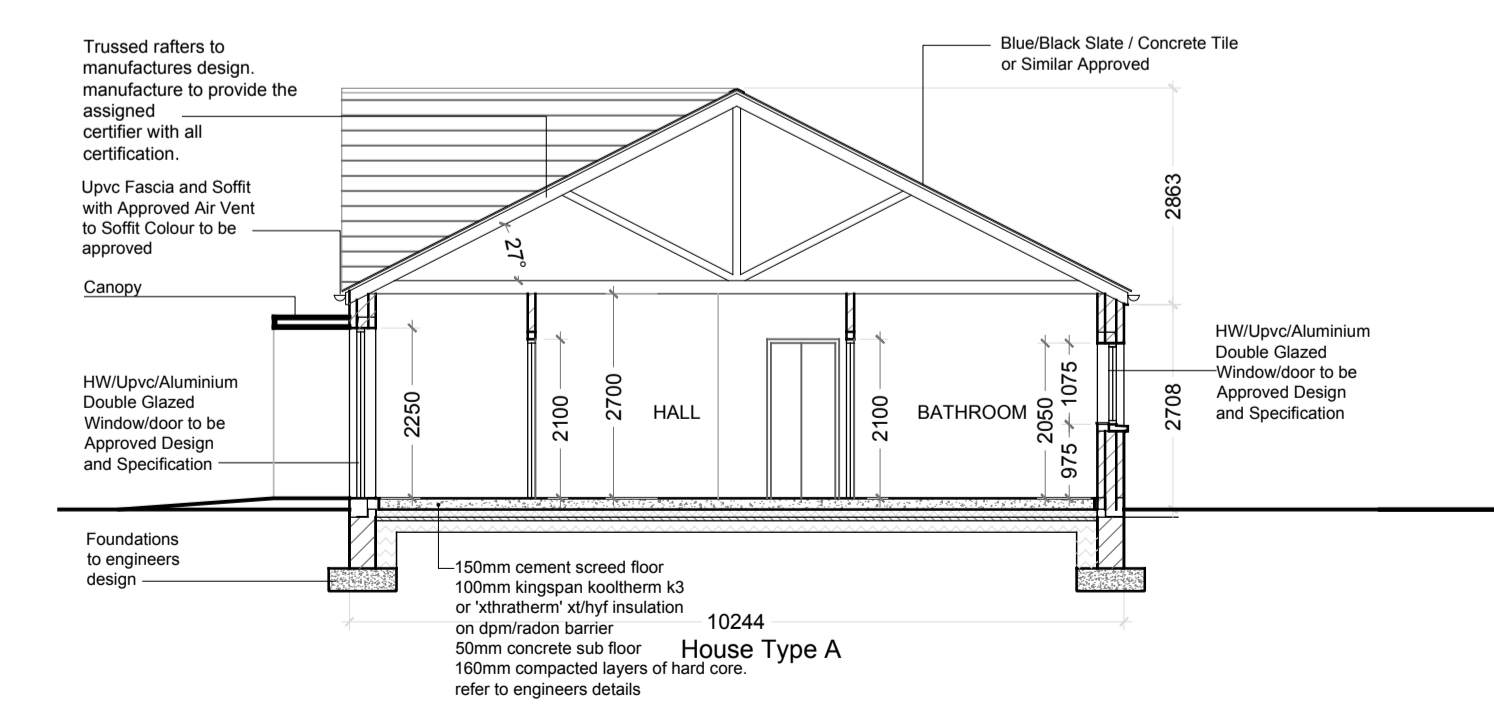 Trussed rafters to
manufactures design.
manufacture to provide the
assigned
certifier with all
certification.
Upvc Fascia and Soffit
with Approved Air Vent
to Soffit Colour to be
approved
Canopy
HW/Upvc/Aluminium
Double Glazed
Window/door to be
Approved Design
and Specification
Foundations
to engineers
design
Blue/Black Slate / Concrete Tile
or Similar Approved
27°
2863
2250
2100
2700
HALL
2100
BATHROOM
2050
1075
975
2708
HW/Upvc/Aluminium
Double Glazed
Window/door to be
Approved Design
and Specification
150mm cement screed floor
100mm kingspan kooltherm k3
or 'xthratherm' xt/hyf insulation
on dpm/radon barrier
50mm concrete sub floor
160mm compacted layers of hard core.
refer to engineers details
10244
House Type A